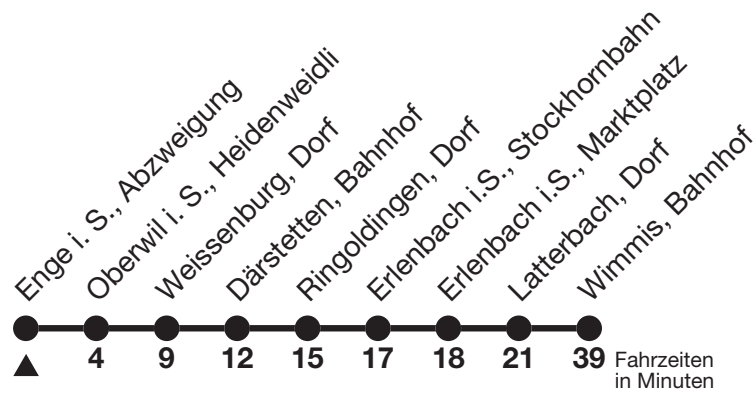 Enge i. S., Abzweigung
Oberwil i. S., Heidenweidli
Weissenburg, Dorf
Därstetten, Bahnhof
Ringoldingen, Dorf
Erlenbach i.S., Stockhornbahn
Erlenbach i.S., Marktplatz
Latterbach, Dorf
Wimmis, Bahnhof
4 9 12 15 17 18 21 39 Fahrzeiten
in Minuten